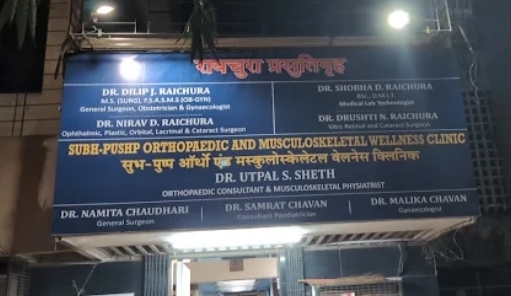 रायचुरा प्रसुतिगृह
DR. DILIP J. RAICHURA
M.S. (SURG), F.S.A.S.M.S (OB-GYN)
General Surgeon, Obstetrician & Gynaecologist
DR. NIRAV D. RAICHURA
Ophthalmic, Plastic, Orbital, Lacrimal & Cataract Surgeon
DR. SHOBHA D. RAICHURA
Bsc., D.M.L.T.
Medical Lab Technologist
DR. DRUSHTI N. RAICHURA
Vitro Retinal and Cataract Surgeon
SUBH-PUSHP ORTHOPAEDIC AND MUSCULOSKELETAL WELLNESS CLINIC
सुभ-पुष्प ऑर्थो एंड मस्कुलोस्केलेटल वेलनेस क्लिनिक
DR. UTPAL S. SHETH
ORTHOPAEDIC CONSULTANT & MUSCULOSKELETAL PHYSIATRIST
DR. NAMITA CHAUDHARI
General Surgeon
DR. SAMRAT CHAVAN
Consultant Paediatrician
DR. MALIKA CHAVAN
Gynaecologist